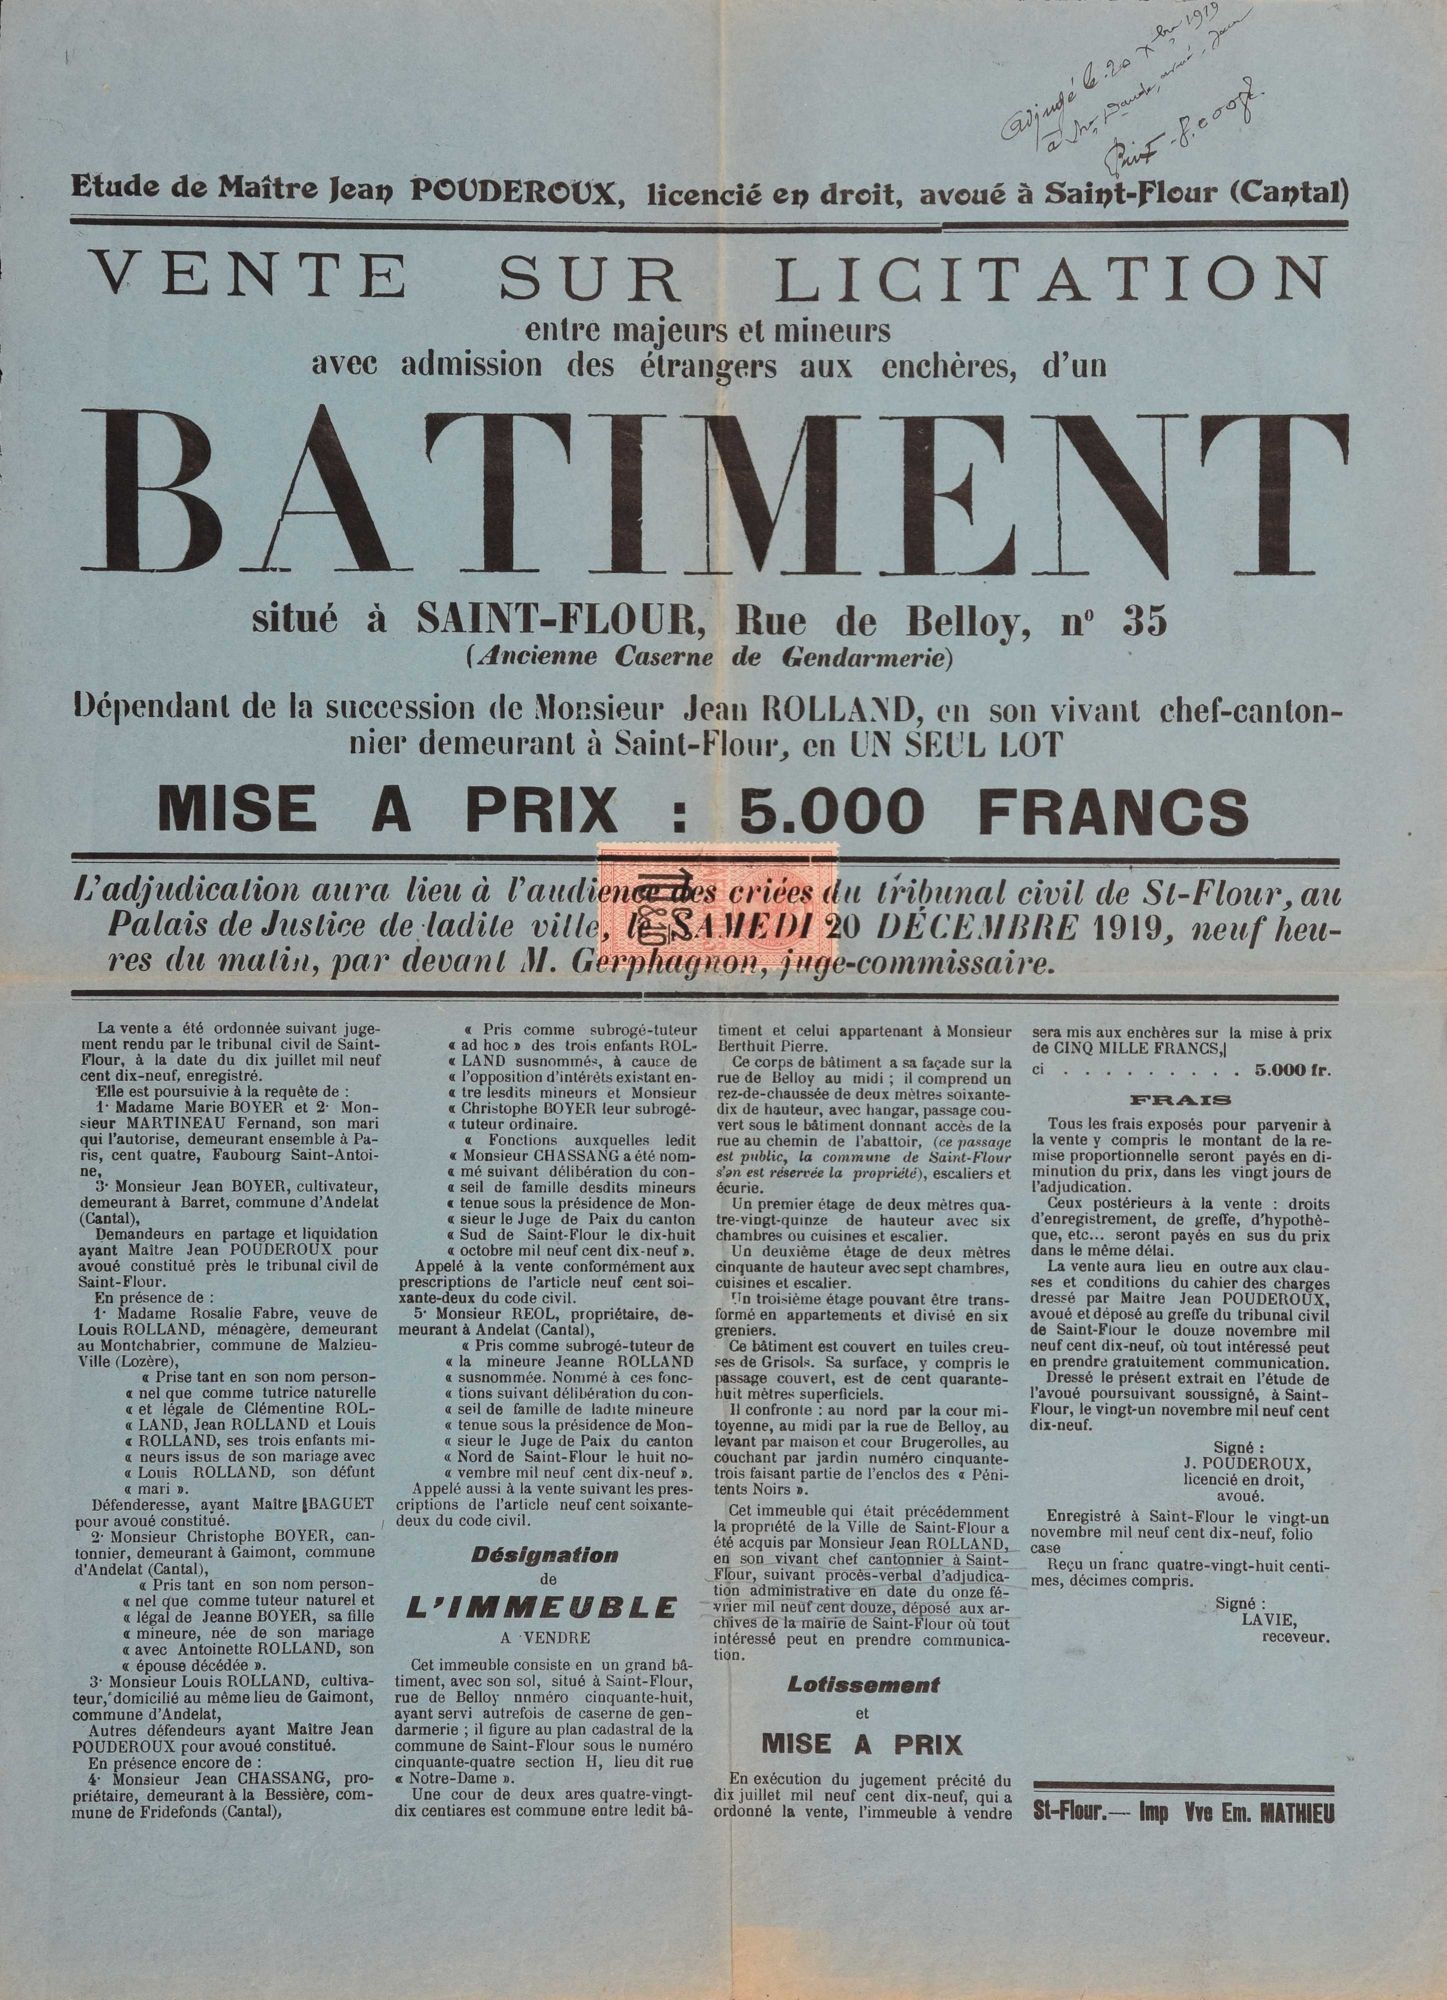 Adjugé le 20 Xbre 1919
à Me
Prix 8.000 f.
Etude de Maître Jean POUDEROUX, licencié en droit, avoué à Saint-Flour (Cantal)
VENTE SUR LICITATION
entre majeurs et mineurs
avec admission des étrangers aux enchères, d'un
BATIMENT
situé à SAINT-FLOUR, Rue de Belloy, nº 35
(Ancienne Caserne de Gendarmerie)
Dépendant de la succession de Monsieur Jean ROLLAND, en son vivant chef-canton-
nier demeurant à Saint-Flour, en UN SEUL LOT
MISE A PRIX : 5.000 FRANCS
L'adjudication aura lieu à l'audience des criées du tribunal civil de St-Flour, au
Palais de Justice de ladite ville, le SAMEDI 20 DÉCEMBRE 1919, neuf heu-
res du matin, par devant M. Gerphagnon, juge-commissaire.
La vente a été ordonnée suivant juge-
ment rendu par le tribunal civil de Saint-
Flour, à la date du dix juillet mil neuf
cent dix-neuf, enregistré.
Elle est poursuivie à la requête de :
1· Madame Marie BOYER et 2· Mon-
sieur MARTINEAU Fernand, son mari
qui l'autorise, demeurant ensemble à Pa-
ris, cent quatre, Faubourg Saint-Antoi-
ne,
3· Monsieur Jean BOYER, cultivateur,
demeurant à Barret, commune d'Andelat
(Cantal),
Demandeurs en partage et liquidation
ayant Maître Jean POUDEROUX pour
avoué constitué près le tribunal civil de
Saint-Flour.
En présence de :
1· Madame Rosalie Fabre, veuve de
Louis ROLLAND, ménagère, demeurant
au Montchabrier, commune de Malzieu-
Ville (Lozère),
« Prise tant en son nom person-
« nel que comme tutrice naturelle
« et légale de Clémentine ROL-
« LAND, Jean ROLLAND et Louis
« ROLLAND, ses trois enfants mi-
« neurs issus de son mariage avec
« Louis ROLLAND, son défunt
« mari ».
Défenderesse, ayant Maître BAGUET
pour avoué constitué.
2· Monsieur Christophe BOYER, can-
tonnier, demeurant à Gaimont, commune
d'Andelat (Cantal),
« Pris tant en son nom person-
« nel que comme tuteur naturel et
« légal de Jeanne BOYER, sa fille
« mineure, née de son mariage
« avec Antoinette ROLLAND, son
« épouse décédée ».
3· Monsieur Louis ROLLAND, cultiva-
teur, domicilié au même lieu de Gaimont,
commune d'Andelat,
Autres défendeurs ayant Maître Jean
POUDEROUX pour avoué constitué.
En présence encore de :
4· Monsieur Jean CHASSANG, pro-
priétaire, demeurant à la Bessière, com-
mune de Fridefonds (Cantal),
« Pris comme subrogé-tuteur
« ad hoc » des trois enfants ROL-
« LAND susnommés, à cauce de
« l'opposition d'intérêts existant en-
« tre lesdits mineurs et Monsieur
« Christophe BOYER leur subrogé-
« tuteur ordinaire.
« Fonctions auxquelles ledit
« Monsieur CHASSANG a été nom-
« mé suivant délibération du con-
« seil de famille desdits mineurs
« tenue sous la présidence de Mon-
« sieur le Juge de Paix du canton
« Sud de Saint-Flour le dix-huit
« octobre mil neuf cent dix-neuf ».
Appelé à la vente conformément aux
prescriptions de l'article neuf cent soi-
xante-deux du code civil.
5· Monsieur REOL, propriétaire, de-
meurant à Andelat (Cantal),
« Pris comme subrogé-tuteur de
« la mineure Jeanne ROLLAND
« susnommée. Nommé à ces fonc-
« tions suivant délibération du con-
« seil de famille de ladite mineure
« tenue sous la présidence de Mon-
« sieur le Juge de Paix du canton
« Nord de Saint-Flour le huit no-
« vembre mil neuf cent dix-neuf ».
Appelé aussi à la vente suivant les pres-
criptions de l'article neuf cent soixante-
deux du code civil.
Désignation
de
L'IMMEUBLE
A VENDRE
Cet immeuble consiste en un grand bâ-
timent, avec son sol, situé à Saint-Flour,
rue de Belloy nnméro cinquante-huit,
ayant servi autrefois de caserne de gen-
darmerie ; il figure au plan cadastral de la
commune de Saint-Flour sous le numéro
cinquante-quatre section H, lieu dit rue
« Notre-Dame ».
Une cour de deux ares quatre-vingt-
dix centiares est commune entre ledit bâ-
timent et celui appartenant à Monsieur
Berthuit Pierre.
Ce corps de bâtiment a sa façade sur la
rue de Belloy au midi ; il comprend un
rez-de-chaussée de deux mètres soixante-
dix de hauteur, avec hangar, passage cou-
vert sous le bâtiment donnant accès de la
rue au chemin de l'abattoir, (ce passage
est public, la commune de Saint-Flour
s'en est réservée la propriété), escaliers et
écurie.
Un premier étage de deux mètres qua-
tre-vingt-quinze de hauteur avec six
chambres ou cuisines et escalier.
Un deuxième étage de deux mètres
cinquante de hauteur avec sept chambres,
cuisines et escalier.
Un troisième étage pouvant être trans-
formé en appartements et divisé en six
greniers.
Ce bâtiment est couvert en tuiles creu-
ses de Grisols. Sa surface, y compris le
passage couvert, est de cent quarante-
huit mètres superficiels.
Il confronte : au nord par la cour mi-
toyenne, au midi par la rue de Belloy, au
levant par maison et cour Brugerolles, au
couchant par jardin numéro cinquante-
trois faisant partie de l'enclos des « Péni-
tents Noirs ».
Cet immeuble qui était précédemment
la propriété de la Ville de Saint-Flour a
été acquis par Monsieur Jean ROLLAND,
en son vivant chef cantonnier à Saint-
Flour, suivant procès-verbal d'adjudica-
tion administrative en date du onze fé-
vrier mil neuf cent douze, déposé aux ar-
chives de la mairie de Saint-Flour où tout
intéressé peut en prendre communica-
tion.
Lotissement
et
MISE A PRIX
En exécution du jugement précité du
dix juillet mil neuf cent dix-neuf, qui a
ordonné la vente, l'immeuble à vendre
sera mis aux enchères sur la mise à prix
de CINQ MILLE FRANCS,
ci . . . . . . . . . . 5.000 fr.
FRAIS
Tous les frais exposés pour parvenir à
la vente y compris le montant de la re-
mise proportionnelle seront payés en di-
minution du prix, dans les vingt jours de
l'adjudication.
Ceux postérieurs à la vente : droits
d'enregistrement, de greffe, d'hypothè-
que, etc... seront payés en sus du prix
dans le même délai.
La vente aura lieu en outre aux clau-
ses et conditions du cahier des charges
dressé par Maitre Jean POUDEROUX,
avoué et déposé au greffe du tribunal civil
de Saint-Flour le douze novembre mil
neuf cent dix-neuf, où tout intéressé peut
en prendre gratuitement communication.
Dressé le présent extrait en l'étude de
l'avoué poursuivant soussigné, à Saint-
Flour, le vingt-un novembre mil neuf cent
dix-neuf.
Signé :
J. POUDEROUX,
licencié en droit,
avoué.
Enregistré à Saint-Flour le vingt-un
novembre mil neuf cent dix-neuf, folio
case
Reçu un franc quatre-vingt-huit centi-
mes, décimes compris.
Signé :
LAVIE,
receveur.
St-Flour.— Imp Vve Em. MATHIEU